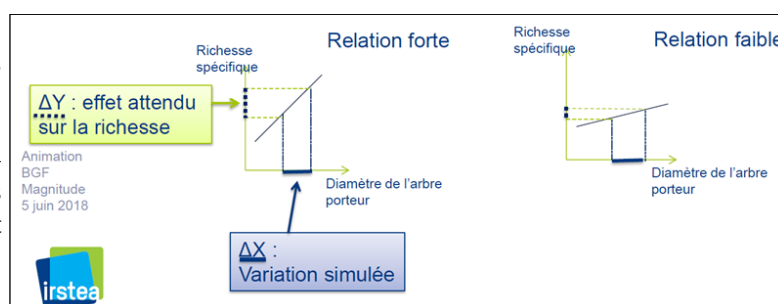 Richesse
spécifique
Relation forte
ΔY : effet attendu
sur la richesse
Animation
BGF
Magnitude
5 juin 2018
Diamètre de l'arbre
porteur
ΔX :
Variation simulée
irstea
Richesse
spécifique
Relation faible
Diamètre de l'arbre
porteur